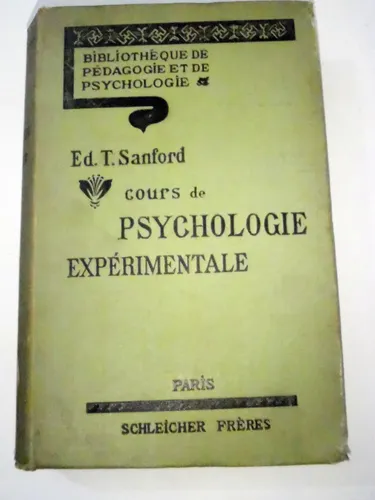 BIBLIOTHÈQUE DE
PÉDAGOGIE ET DE
PSYCHOLOGIE
Ed. T. Sanford
cours de
PSYCHOLOGIE
EXPÉRIMENTALE
PARIS
SCHLEICHER FRÈRES